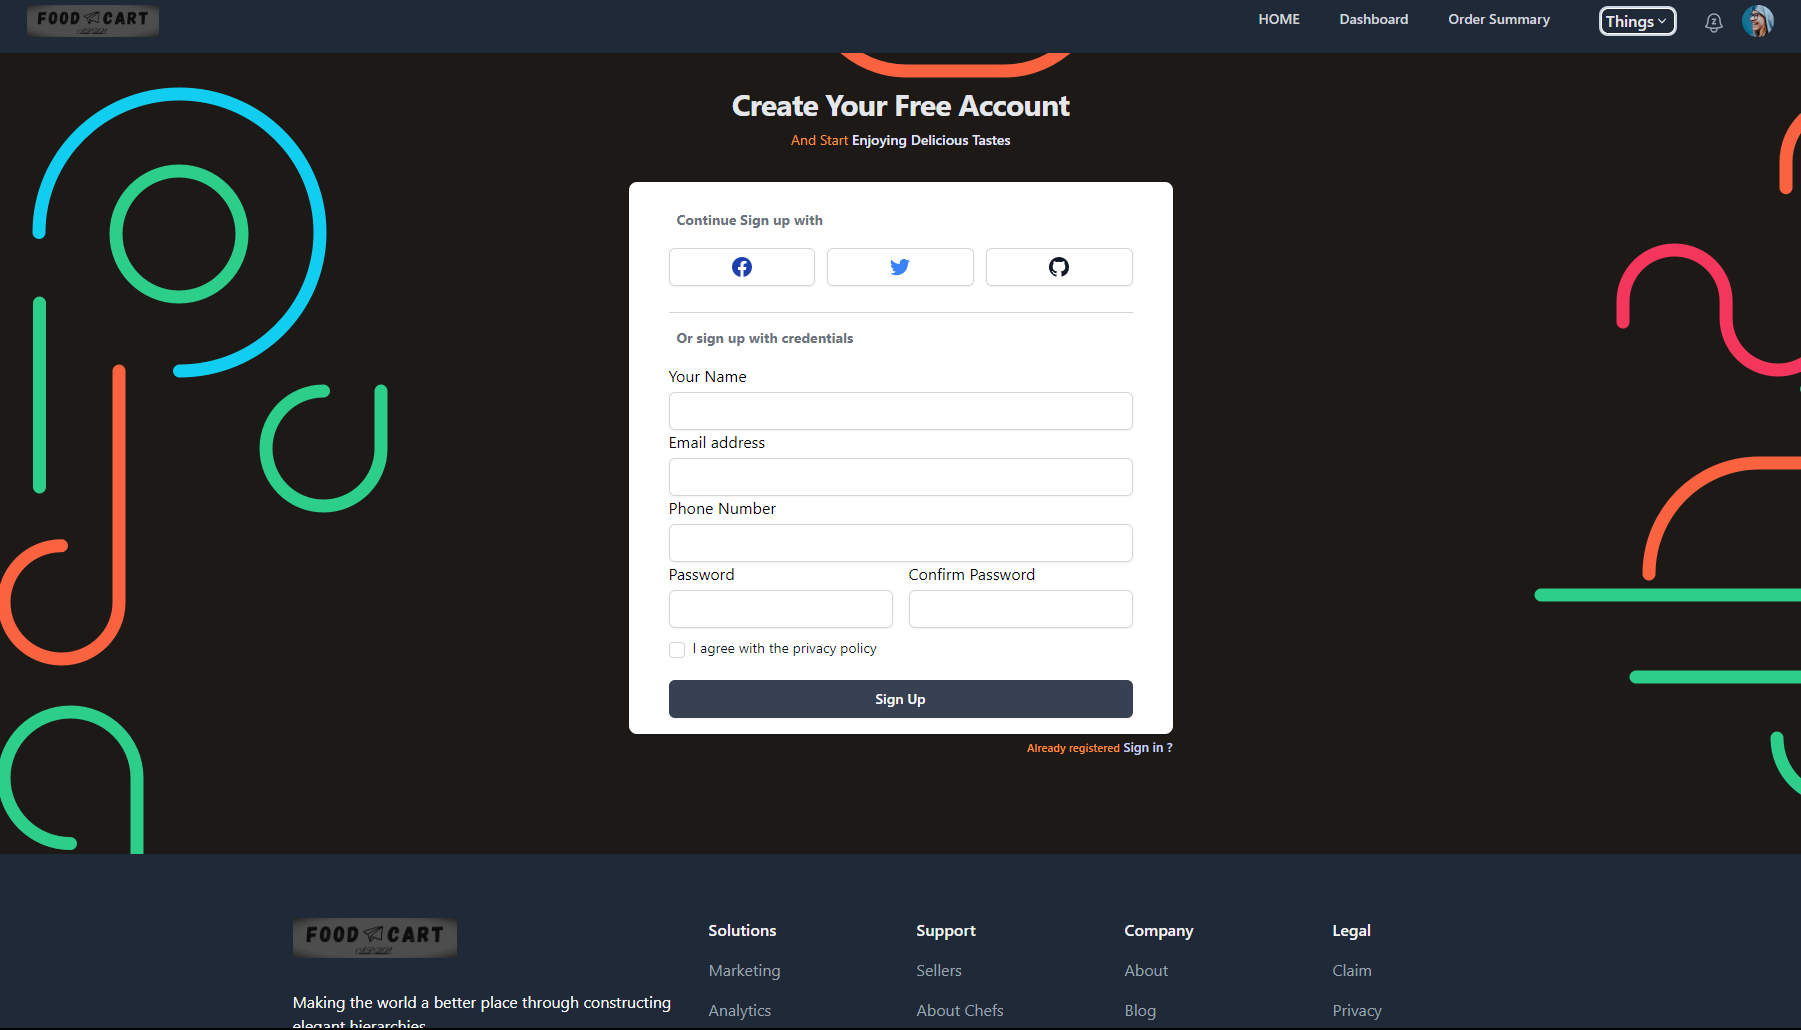 FOOD CART
HOME
Dashboard
Order Summary
Things
Create Your Free Account
And Start Enjoying Delicious Tastes
Continue Sign up with
Or sign up with credentials
Your Name
Email address
Phone Number
Password
Confirm Password
I agree with the privacy policy
Sign Up
Already registered Sign in ?
FOOD CART
Making the world a better place through constructing
elegant hierarchies
Solutions
Marketing
Analytics
Support
Sellers
About Chefs
Company
About
Blog
Legal
Claim
Privacy